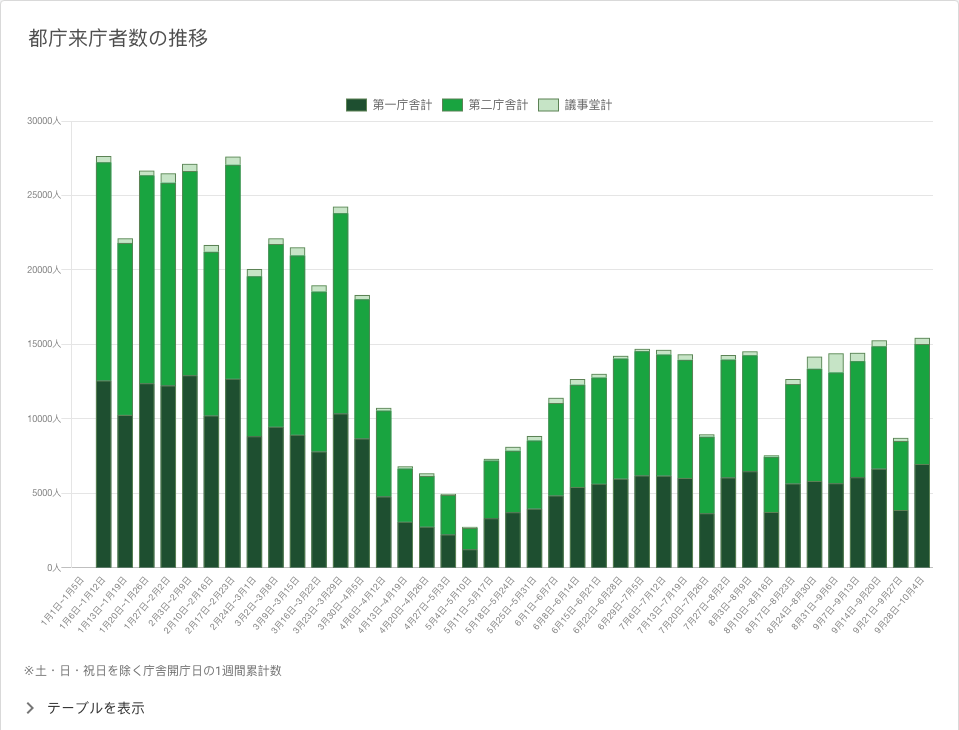 都庁来庁者数の推移
第一庁舎計 第二庁舎計 議事堂計
30000人
25000人
20000人
15000人
10000人
5000人
0人
1月1日~1月5日
1月6日~1月12日
1月13日~1月19日
1月20日~1月26日
1月27日~2月2日
2月3日~2月9日
2月10日~2月16日
2月17日~2月23日
2月24日~3月1日
3月2日~3月8日
3月9日~3月15日
3月16日~3月22日
3月23日~3月29日
3月30日~4月5日
4月6日~4月12日
4月13日~4月19日
4月20日~4月26日
4月27日~5月3日
5月4日~5月10日
5月11日~5月17日
5月18日~5月24日
5月25日~5月31日
6月1日~6月7日
6月8日~6月14日
6月15日~6月21日
6月22日~6月28日
6月29日~7月5日
7月6日~7月12日
7月13日~7月19日
7月20日~7月26日
7月27日~8月2日
8月3日~8月9日
8月10日~8月16日
8月17日~8月23日
8月24日~8月30日
8月31日~9月6日
9月7日~9月13日
9月14日~9月20日
9月21日~9月27日
9月28日~10月4日
※土・日・祝日を除く庁舎開庁日の1週間累計数
テーブルを表示